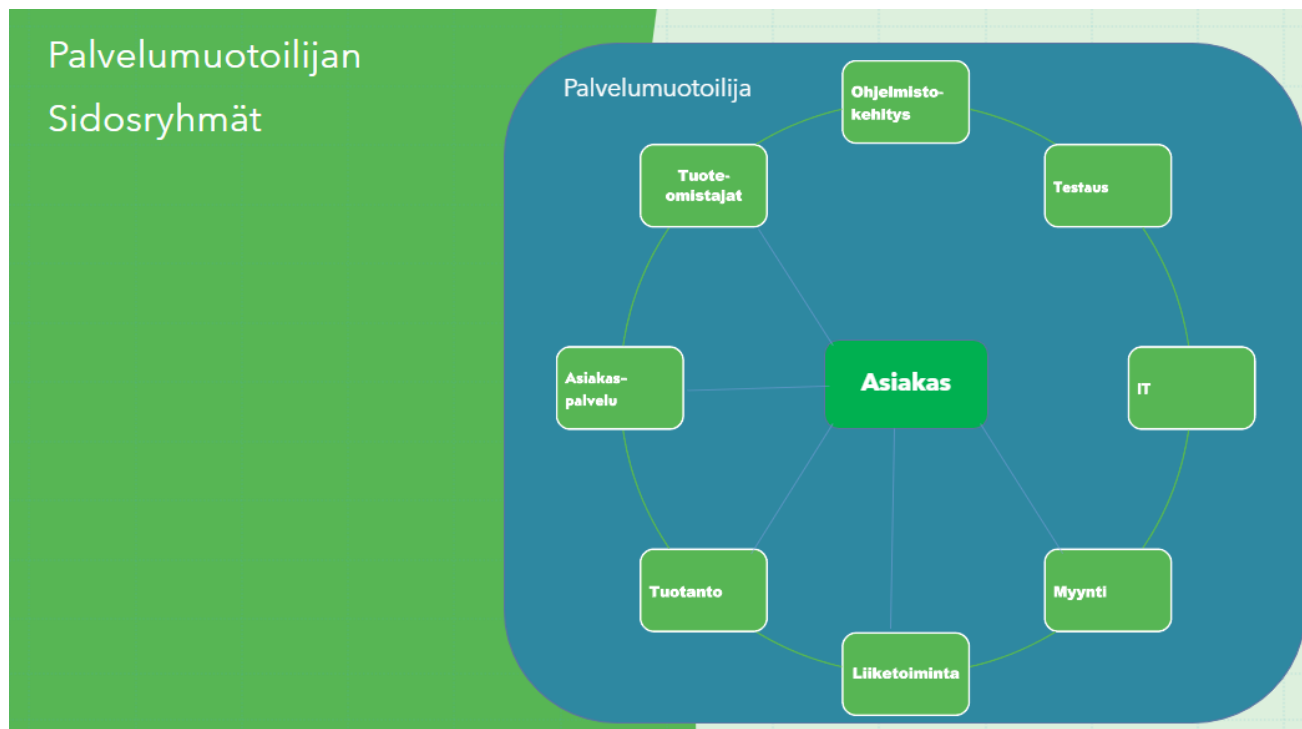 Palvelumuotoilijan
Sidosryhmät
Palvelumuotoilija
Ohjelmisto-
kehitys
Testaus
IT
Myynti
Liiketoiminta
Tuotanto
Asiakas-
palvelu
Tuote-
omistajat
Asiakas